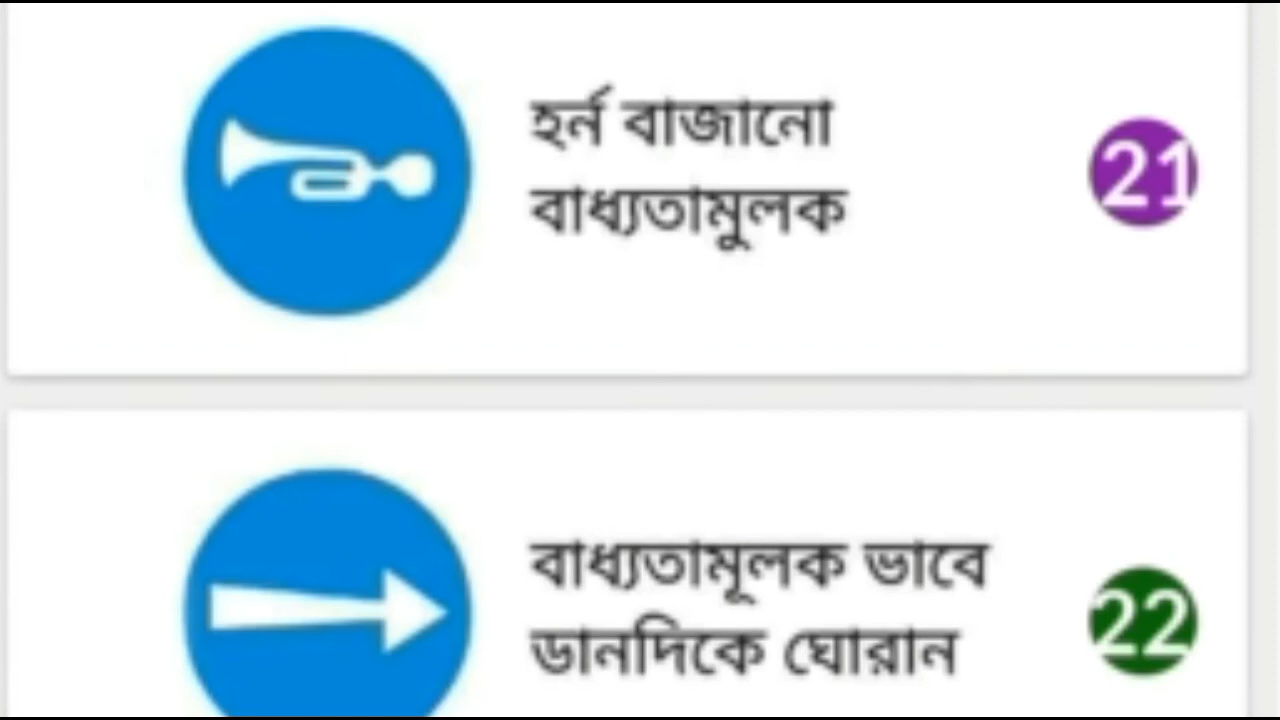 হর্ন বাজানো
বাধ্যতামুলক
21
বাধ্যতামূলক ভাবে
ডানদিকে ঘোরান
22